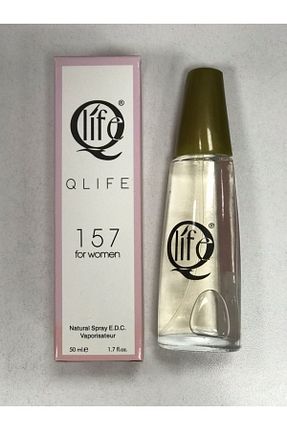 Qlife®
QLIFE
157
for women
Natural Spray E.D.C.
Vaporisateur
50 ml.e 1.7 fl.oz.
Qlife®